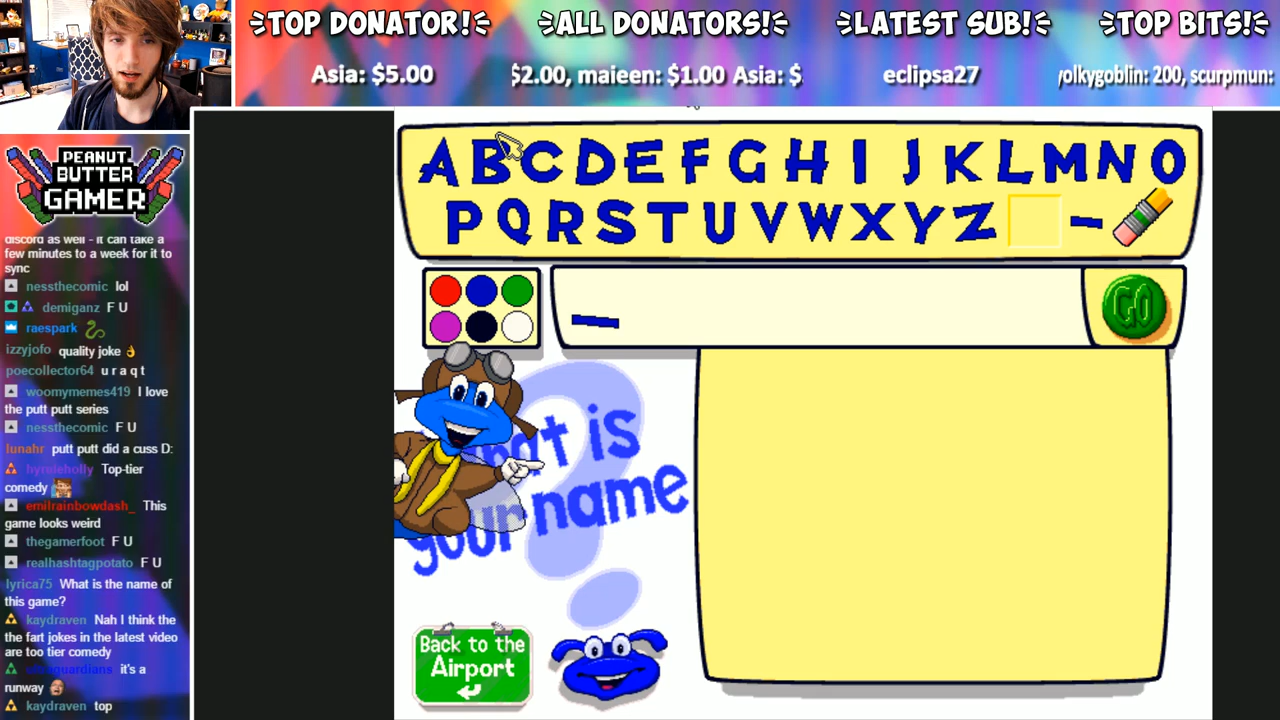 TOP DONATOR!
ALL DONATORS!
LATEST SUB!
TOP BITS!
Asia: $5.00
$2.00, maieen: $1.00 Asia: $
eclipsa27
olkygoblin: 200, scurpmun:
PEANUT
BUTTER
GAMER
discord as well - it can take a
few minutes to a week for it to
sync
nessthecomic lol
demiganz F U
raespark
izzyjofo quality joke 👌
poecollector64 u r a q t
woomymemes419 I love
the putt putt series
nessthecomic F U
lunahr putt putt did a cuss D:
hyruleholly Top-tier
comedy
emilrainbowdash_ This
game looks weird
thegamerfoot F U
realhashtagpotato F U
lyrica75 What is the name of
this game?
kaydraven Nah I think the
the fart jokes in the latest video
are too tier comedy
it's a
runway
kaydraven top
A B C D E F G H I J K L M N O
P Q R S T U V W X Y Z -
GO
What is
your name
Back to the
Airport